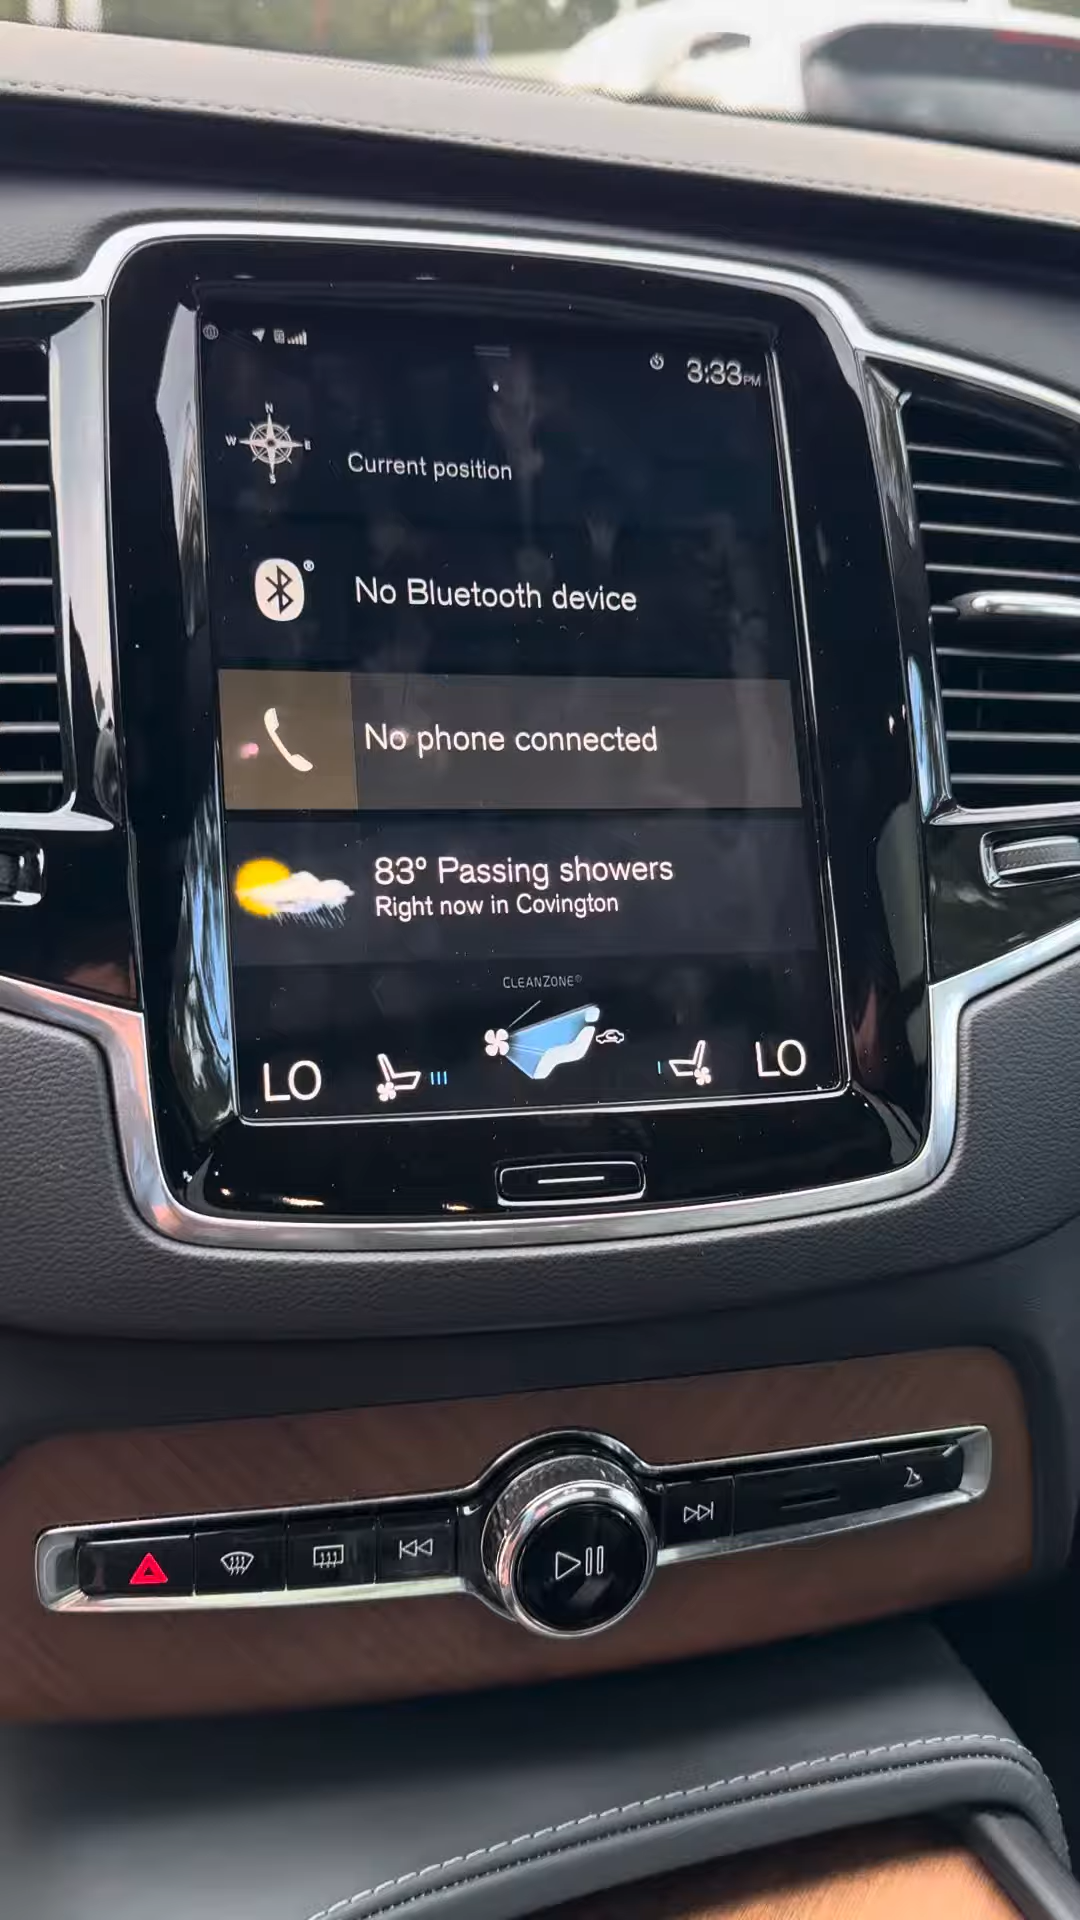 3:33PM
N
W E
S
Current position
® No Bluetooth device
No phone connected
83° Passing showers
Right now in Covington
CLEANZONE®
LO LO